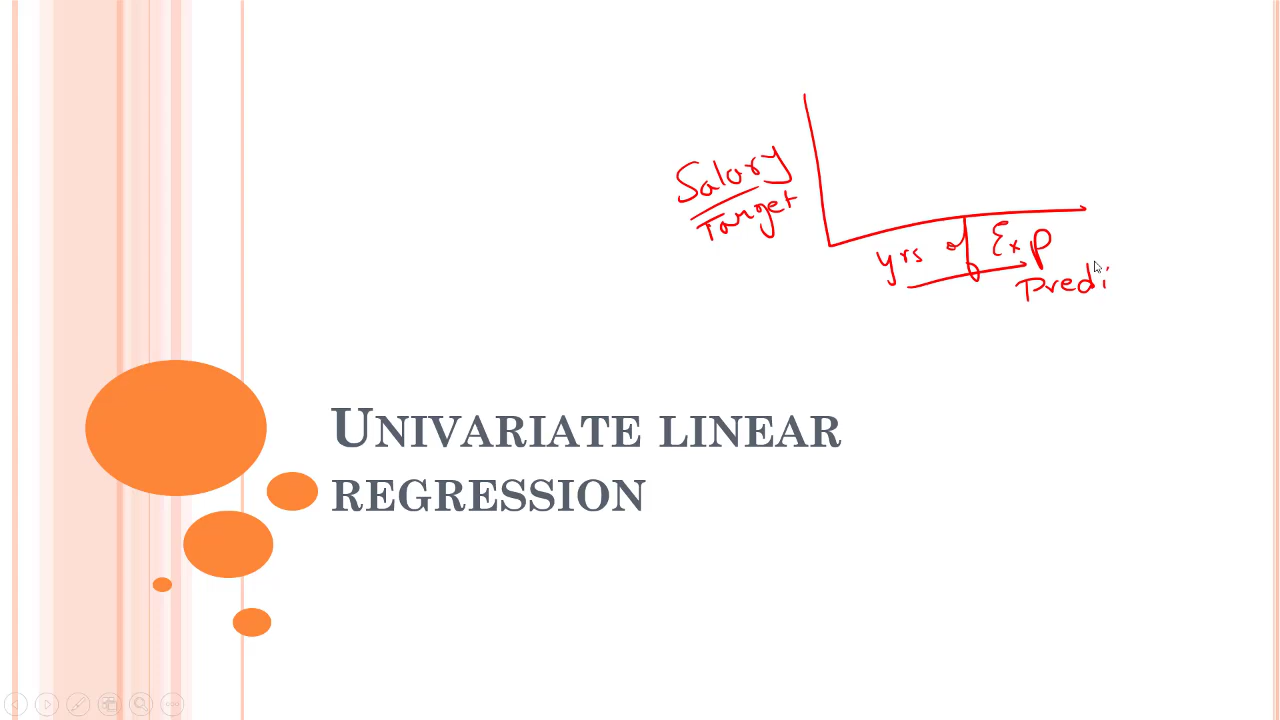 Salary
Target
yrs of Exp
Predi
UNIVARIATE LINEAR
REGRESSION